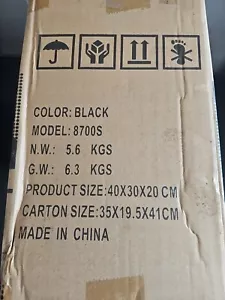 COLOR: BLACK
MODEL: 8700S
N.W.: 5.6 KGS
G.W.: 6.3 KGS
PRODUCT SIZE:40X30X20 CM
CARTON SIZE:35X19.5X41CM
MADE IN CHINA